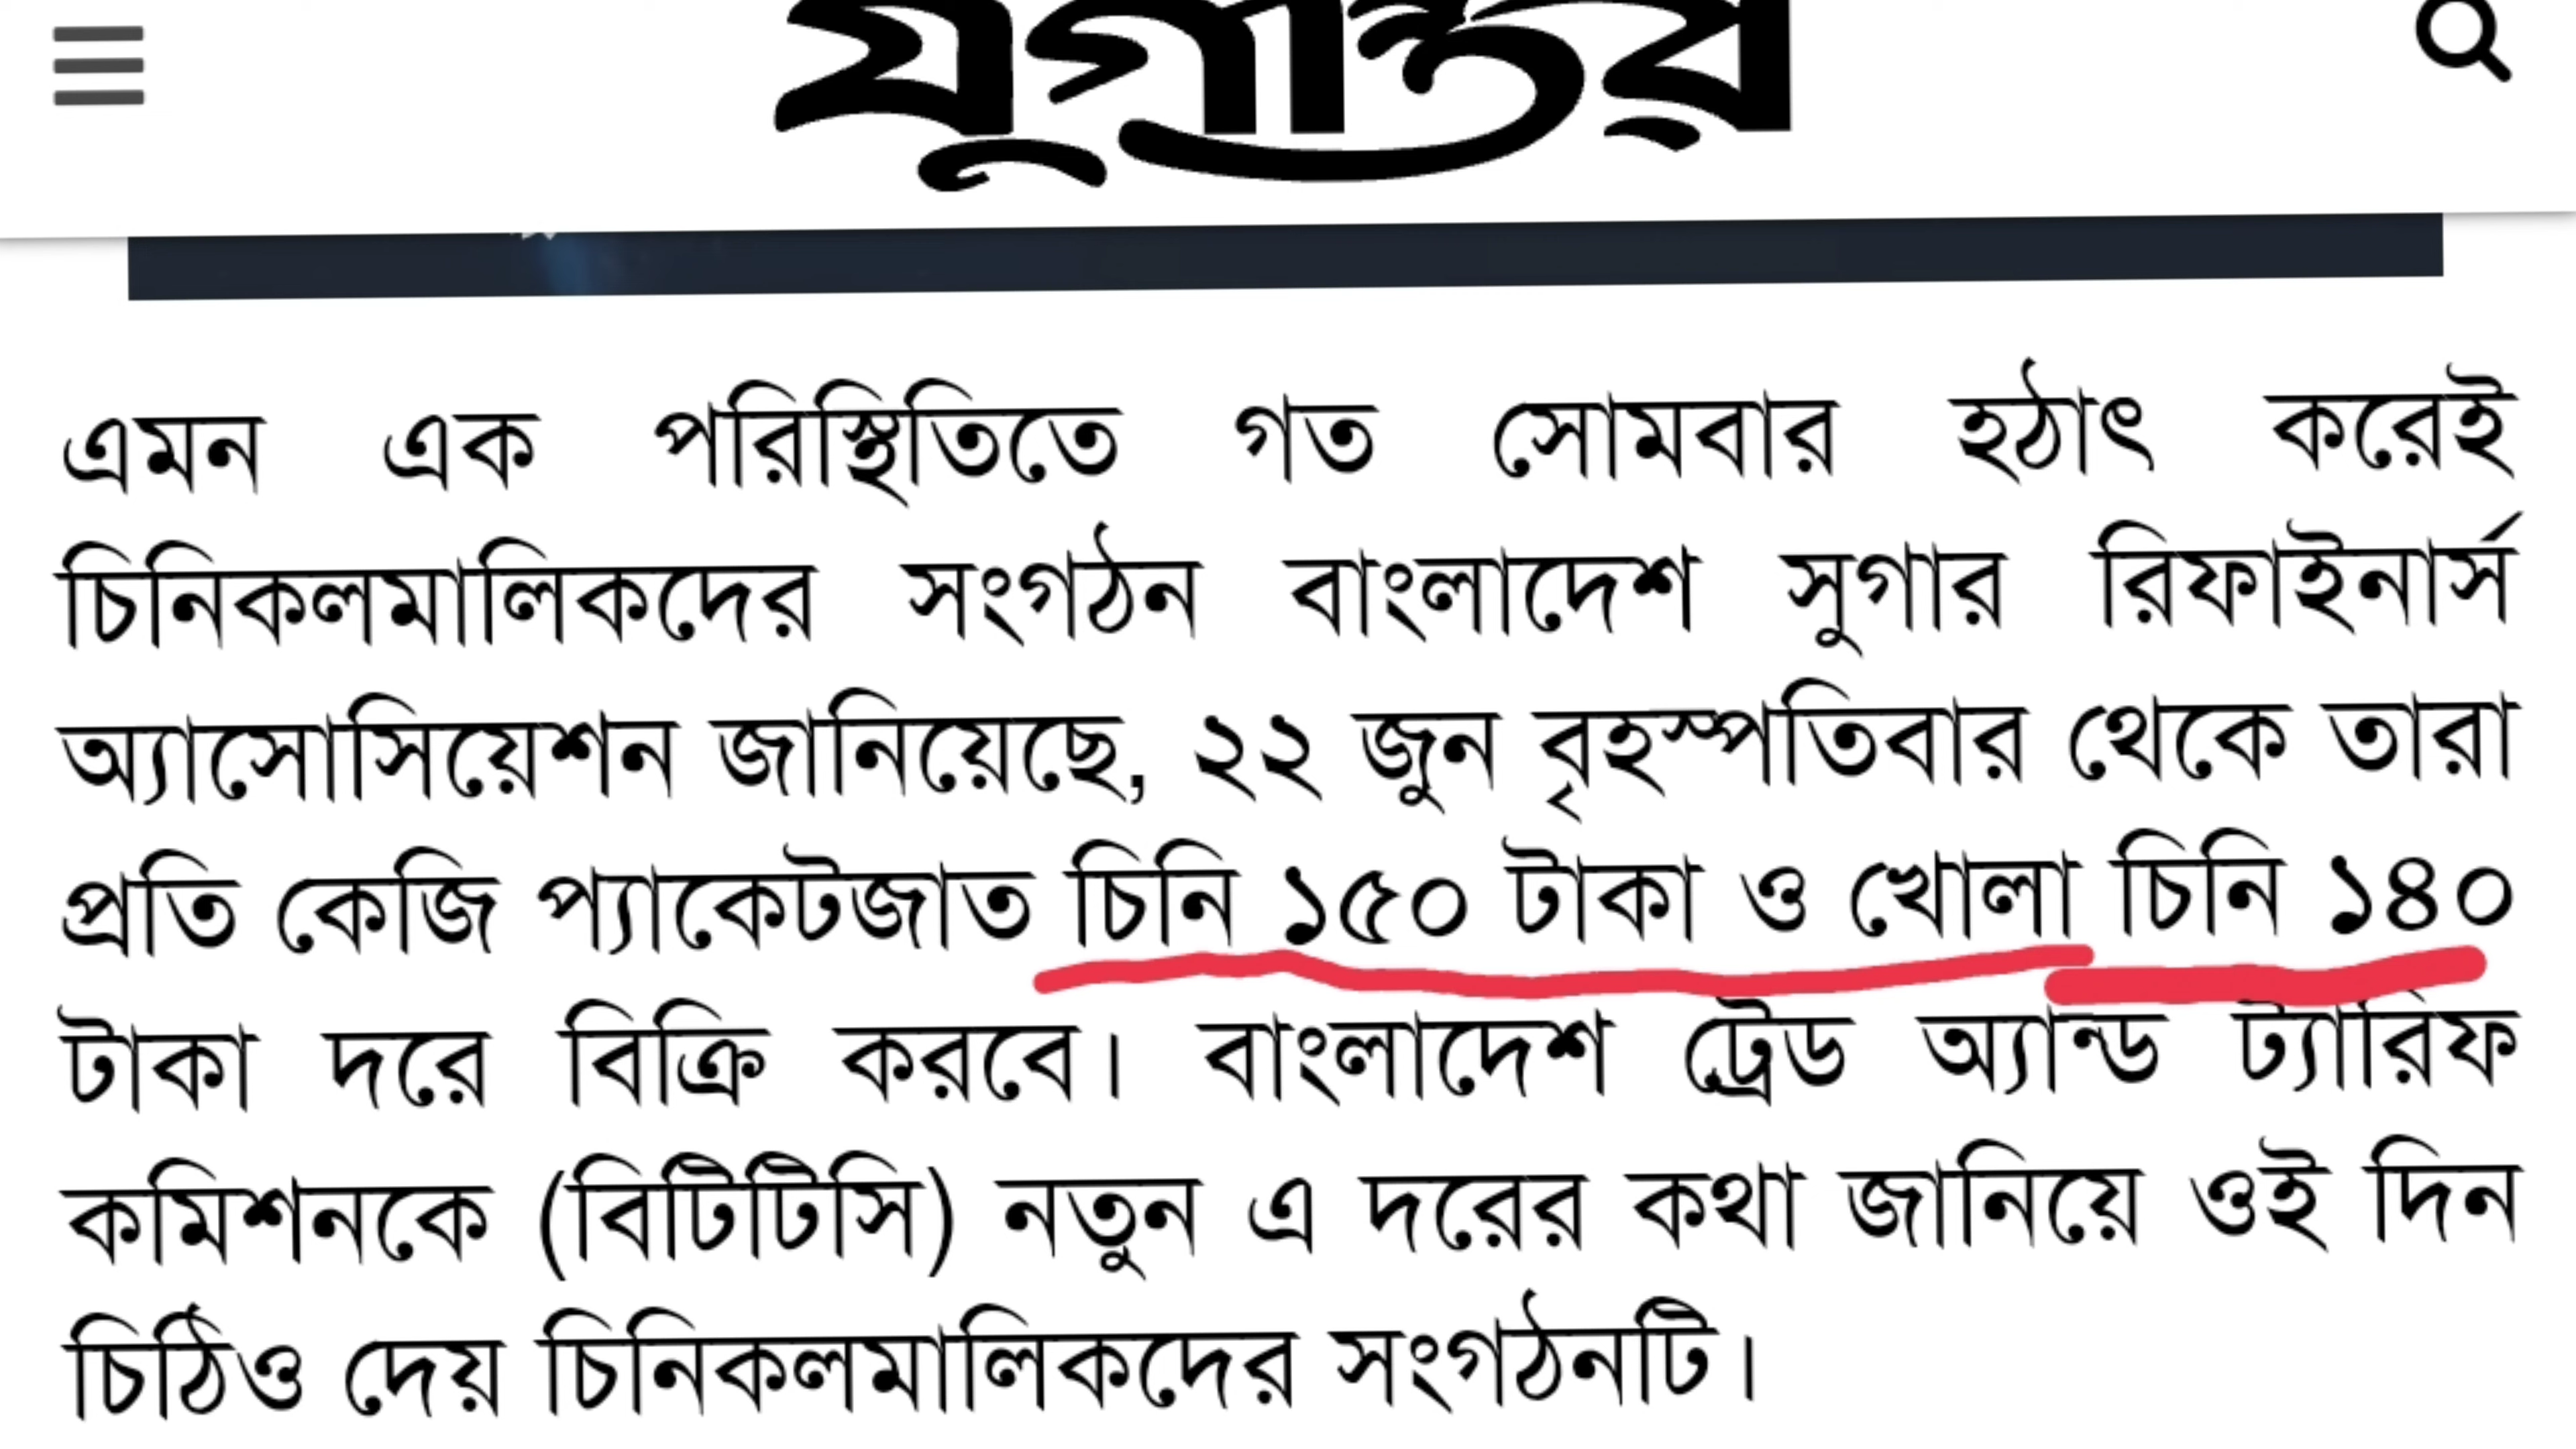 যুগান্তর
এমন এক পরিস্থিতিতে গত সোমবার হঠাৎ করেই
চিনিকলমালিকদের সংগঠন বাংলাদেশ সুগার রিফাইনার্স
অ্যাসোসিয়েশন জানিয়েছে, ২২ জুন বৃহস্পতিবার থেকে তারা
প্রতি কেজি প্যাকেটজাত চিনি ১৫০ টাকা ও খোলা চিনি ১৪০
টাকা দরে বিক্রি করবে। বাংলাদেশ ট্রেড অ্যান্ড ট্যারিফ
কমিশনকে (বিটিটিসি) নতুন এ দরের কথা জানিয়ে ওই দিন
চিঠিও দেয় চিনিকলমালিকদের সংগঠনটি।